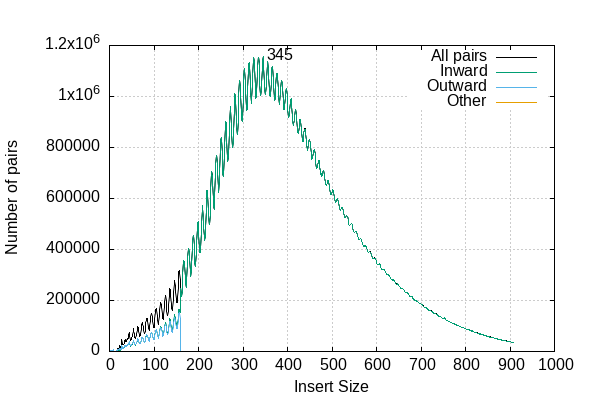 1.2x10^6
1x10^6
800000
600000
400000
200000
0
Number of pairs
345
All pairs
Inward
Outward
Other
0 100 200 300 400 500 600 700 800 900 1000
Insert Size